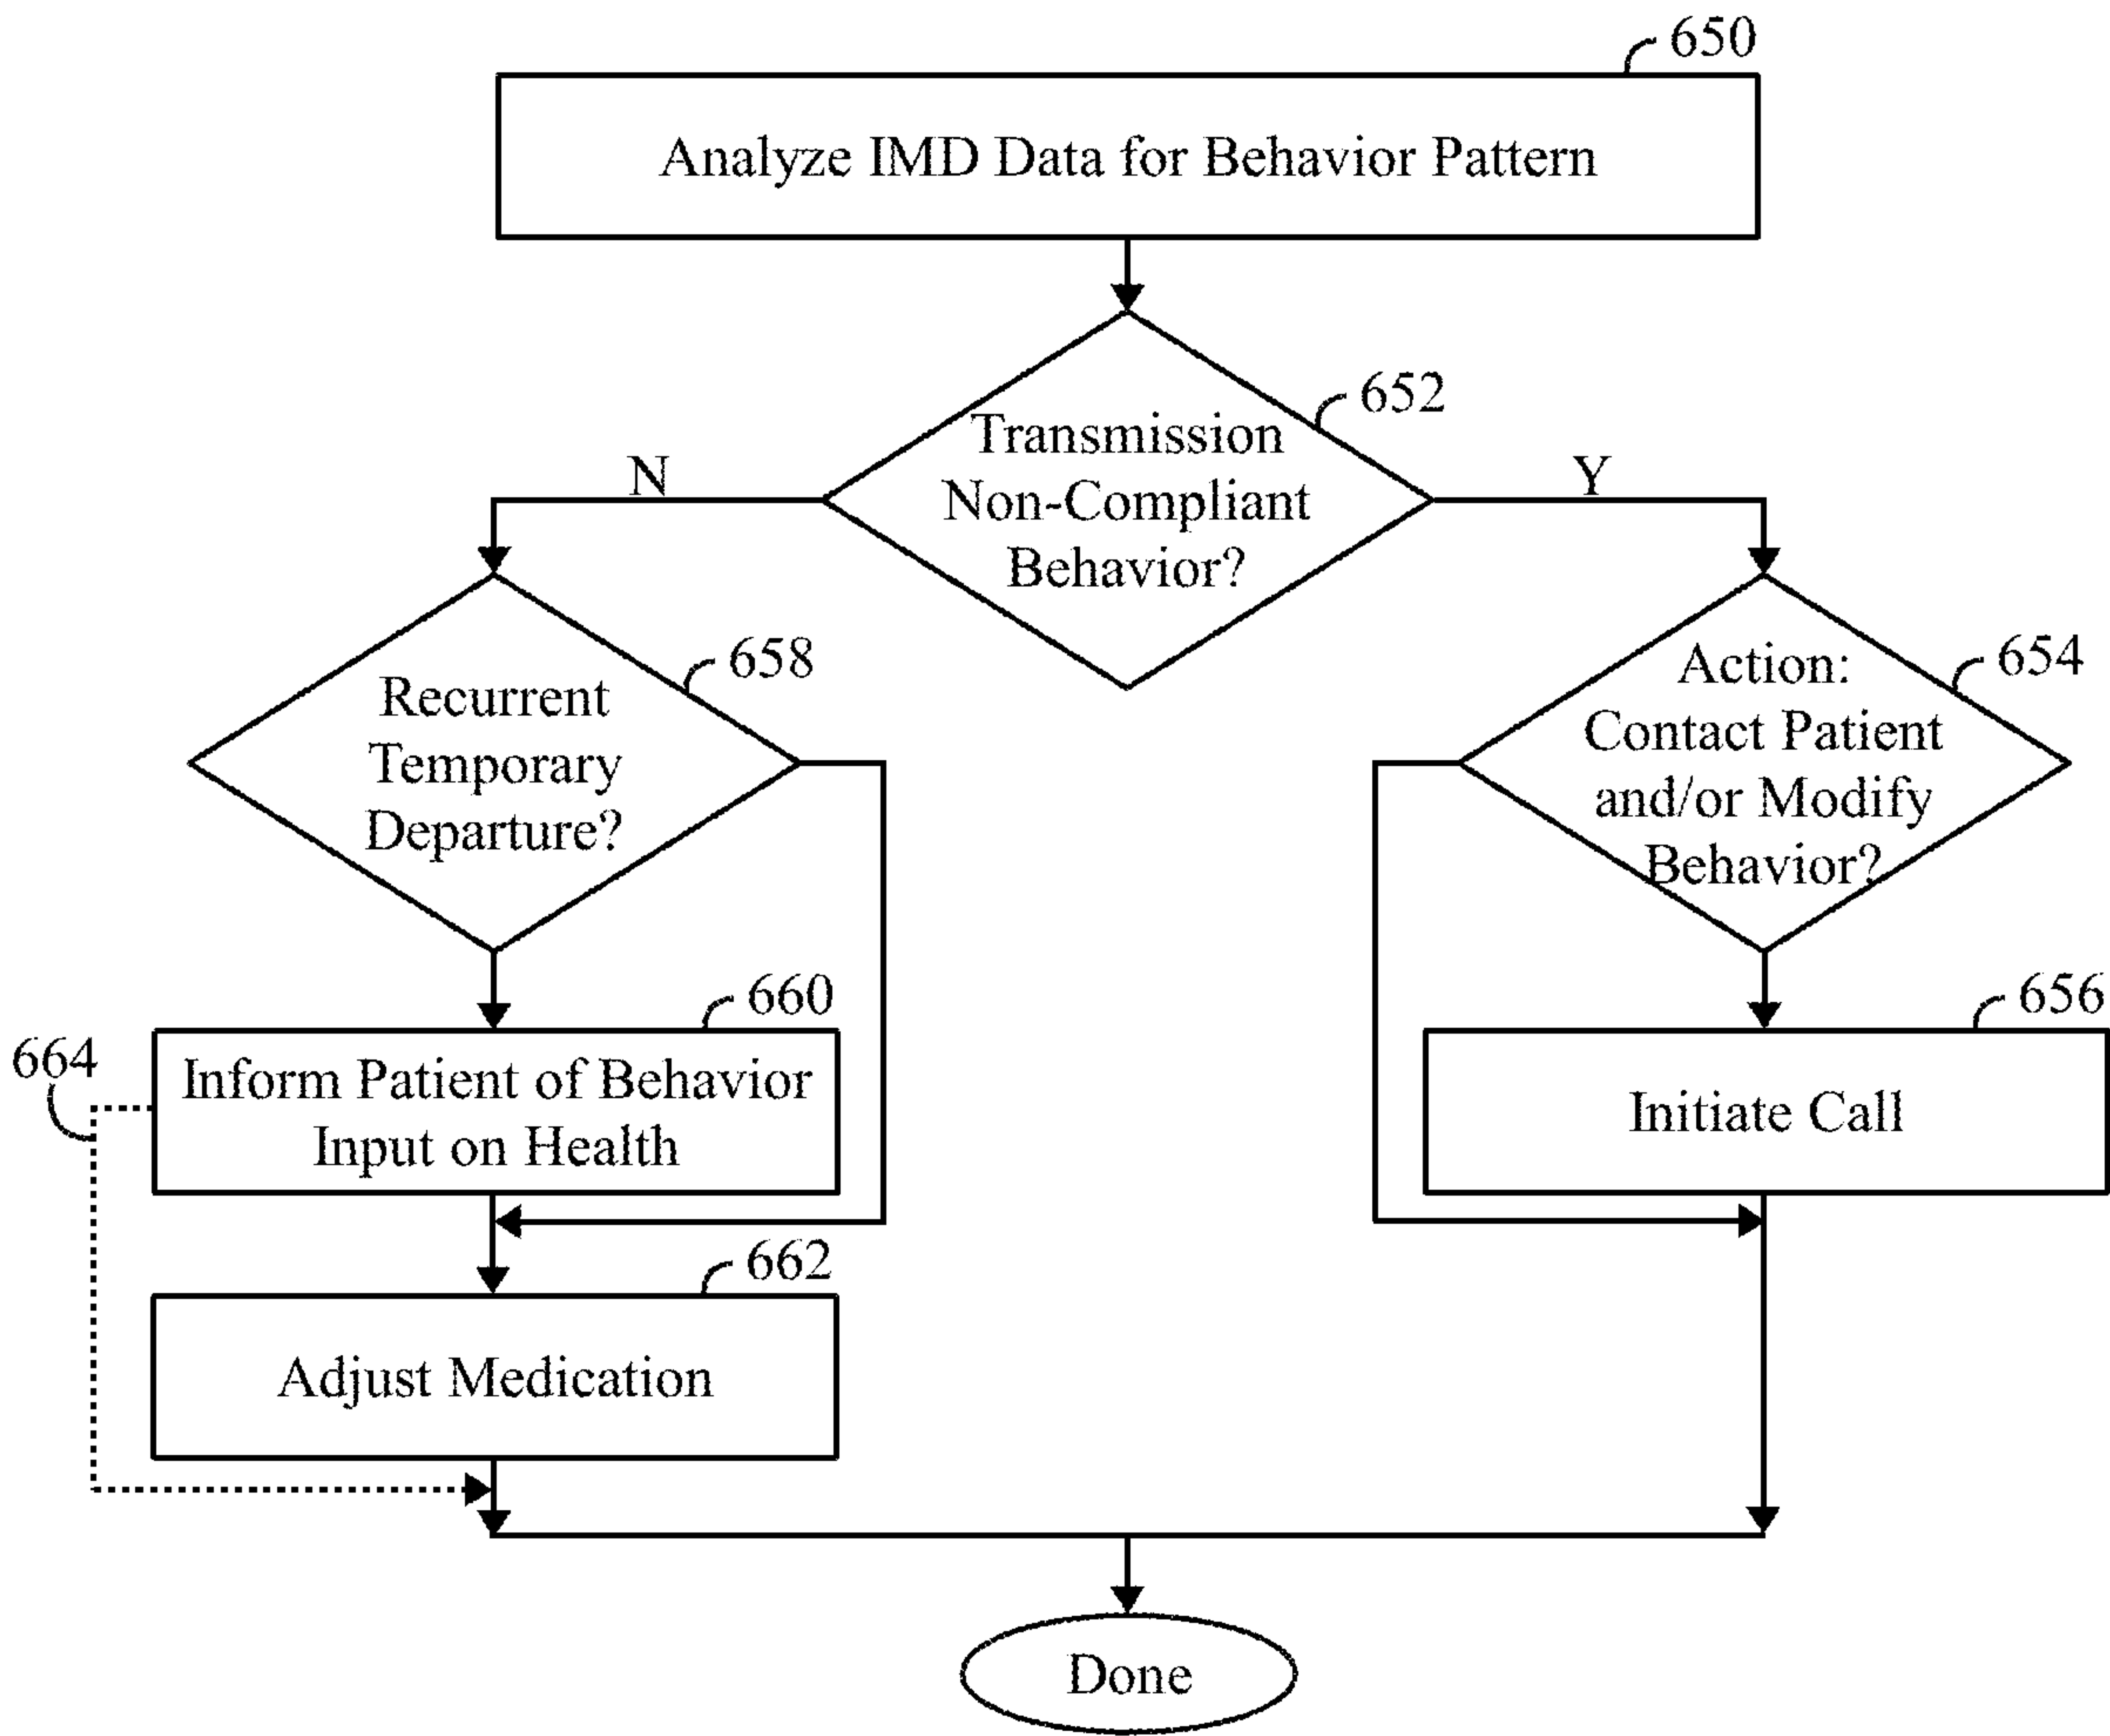 650
Analyze IMD Data for Behavior Pattern
652
Transmission
Non-Compliant
Behavior?
N
Y
658
Recurrent
Temporary
Departure?
654
Action:
Contact Patient
and/or Modify
Behavior?
660
Inform Patient of Behavior
Input on Health
664
656
Initiate Call
662
Adjust Medication
Done